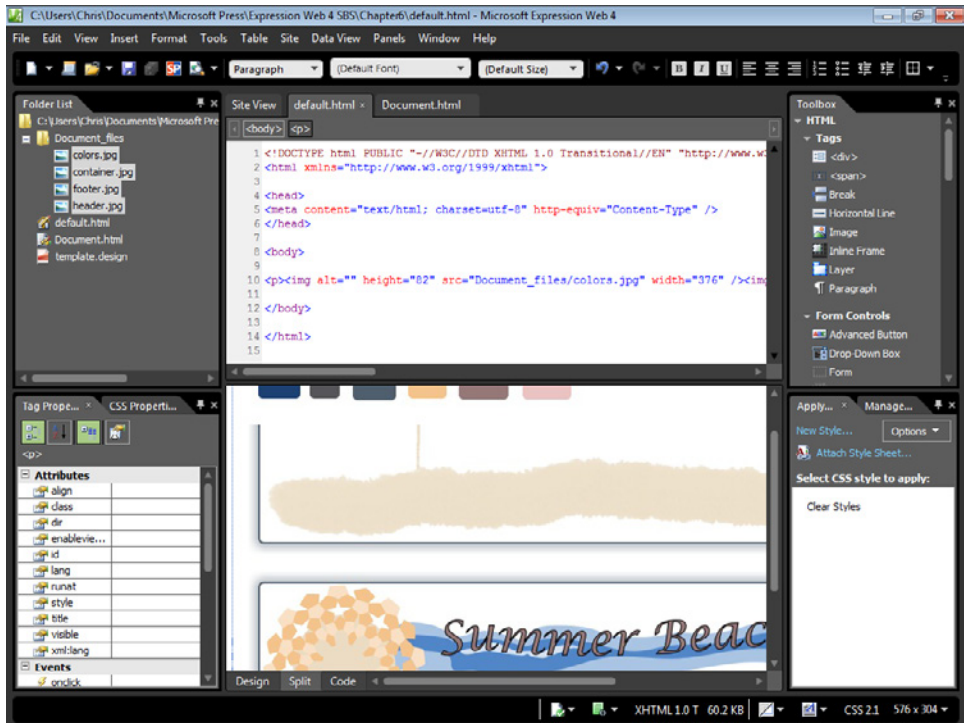 C:\Users\Chris\Documents\Microsoft Press\Expression Web 4 SBS\Chapter6\default.html - Microsoft Expression Web 4
File Edit View Insert Format Tools Table Site Data View Panels Window Help
Paragraph (Default Font) (Default Size) B I U
Folder List
C:\Users\Chris\Documents\Microsoft Pre
Document_files
colors.jpg
container.jpg
footer.jpg
header.jpg
default.html
Document.html
template.design
Site View default.html Document.html
<body> <p>
1 <!DOCTYPE html PUBLIC "-//W3C//DTD XHTML 1.0 Transitional//EN" "http://www.w3
2 <html xmlns="http://www.w3.org/1999/xhtml">
3
4 <head>
5 <meta content="text/html; charset=utf-8" http-equiv="Content-Type" />
6 </head>
7
8 <body>
9
10 <p><img alt="" height="82" src="Document_files/colors.jpg" width="376" /><img
11
12 </body>
13
14 </html>
15
Toolbox
HTML
Tags
<div>
<span>
Break
Horizontal Line
Image
Inline Frame
Layer
Paragraph
Form Controls
Advanced Button
Drop-Down Box
Form
Tag Prope... CSS Properti...
<p>
Attributes
align
class
dir
enablevie...
id
lang
runat
style
title
visible
xml:lang
Events
onclick
Summer Beac
Design Split Code
Apply... Manage...
New Style... Options
Attach Style Sheet...
Select CSS style to apply:
Clear Styles
XHTML 1.0 T 60.2 KB CSS 2.1 576 x 304